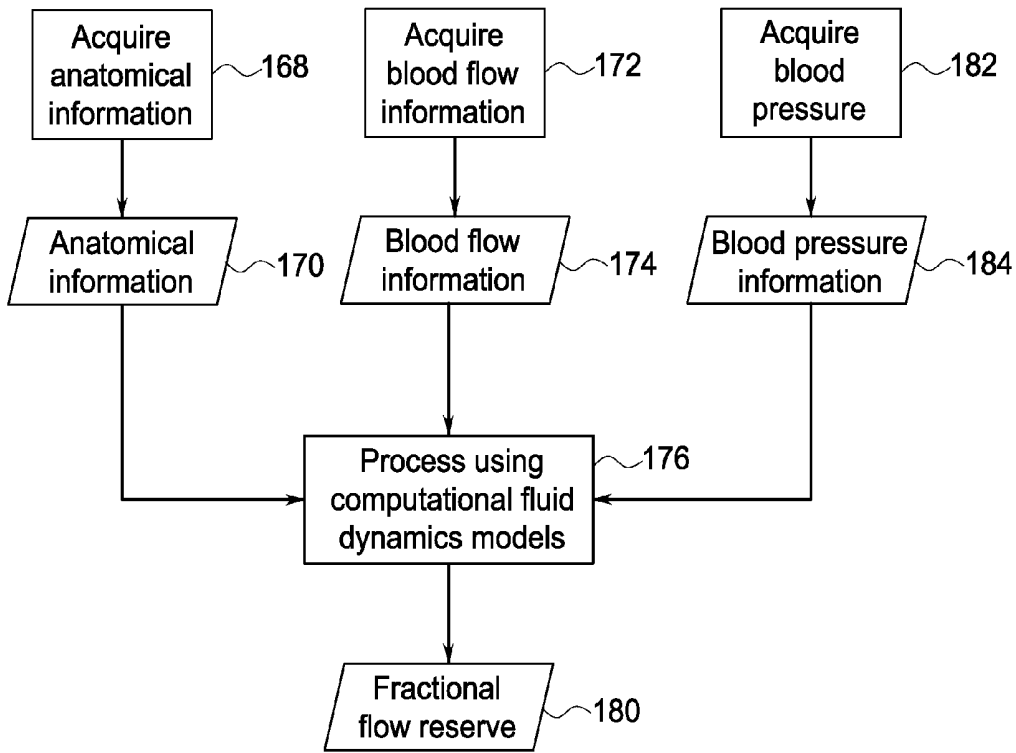 Acquire
anatomical
information
168
Acquire
blood flow
information
172
Acquire
blood
pressure
182
Anatomical
information
170
Blood flow
information
174
Blood pressure
information
184
Process using
computational fluid
dynamics models
176
Fractional
flow reserve
180